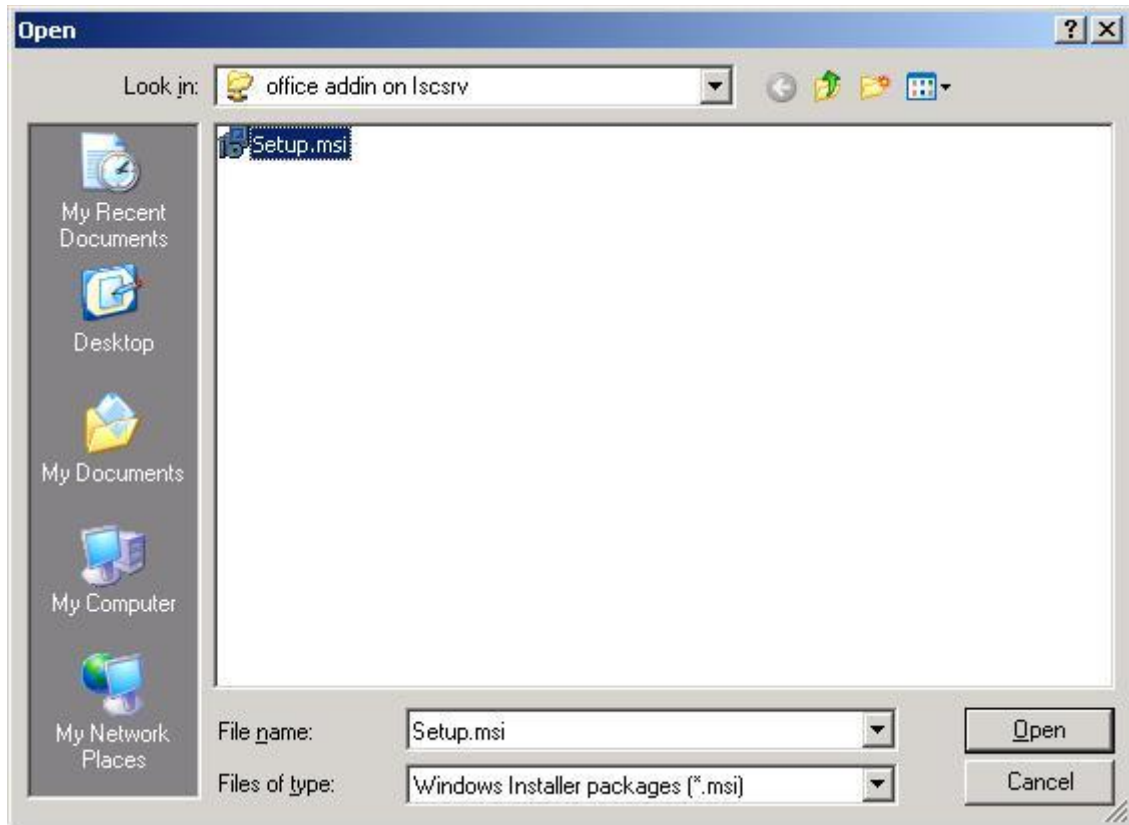 Open
Look in:
office addin on lscsrv
Setup.msi
My Recent
Documents
Desktop
My Documents
My Computer
My Network
Places
File name:
Setup.msi
Open
Files of type:
Windows Installer packages (*.msi)
Cancel